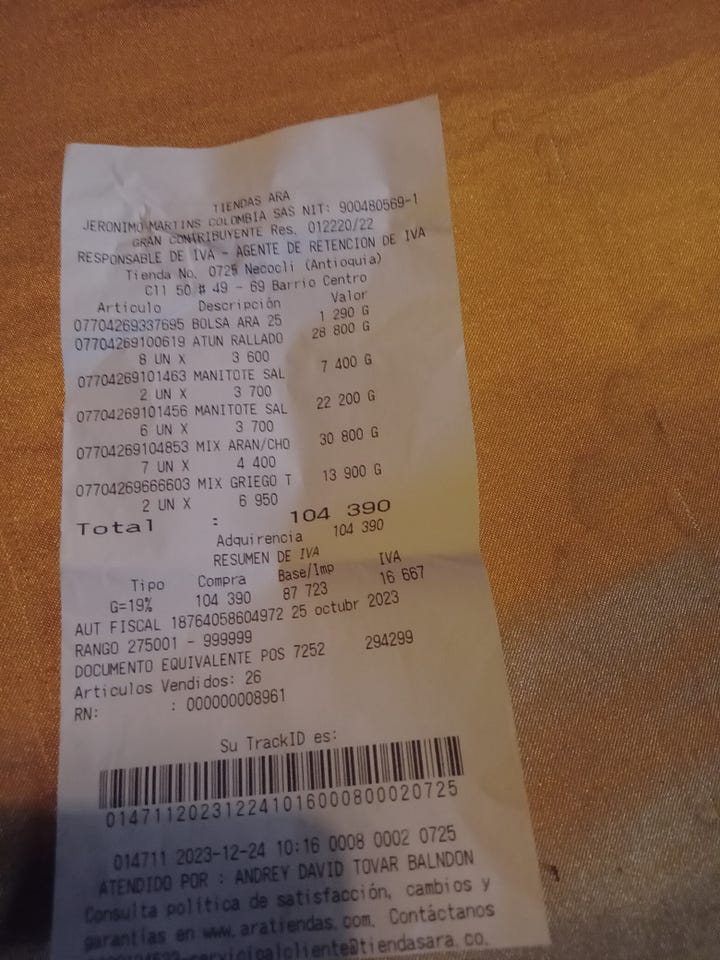 TIENDAS ARA
JERONIMO MARTINS COLOMBIA SAS NIT: 900480569-1
GRAN CONTRIBUYENTE Res. 012220/22
RESPONSABLE DE IVA - AGENTE DE RETENCION DE IVA
Tienda No. 0725 Necocli (Antioquia)
Cll 50 # 49 - 69 Barrio Centro
Artículo Descripción Valor
07704269337695 BOLSA ARA 25 1 290 G
07704269100619 ATUN RALLADO 28 800 G
8 UN X 3 600
07704269101463 MANITOTE SAL 7 400 G
2 UN X 3 700
07704269101456 MANITOTE SAL 22 200 G
6 UN X 3 700
07704269104853 MIX ARAN/CHO 30 800 G
7 UN X 4 400
07704269666603 MIX GRIEGO T 13 900 G
2 UN X 6 950
Total : 104 390
Adquirencia 104 390
RESUMEN DE IVA
Tipo Compra Base/Imp IVA
G=19% 104 390 87 723 16 667
AUT FISCAL 18764058604972 25 octubr 2023
RANGO 275001 - 999999
DOCUMENTO EQUIVALENTE POS 7252 294299
Articulos Vendidos: 26
RN: : 000000008961
Su TrackID es:
014711202312241016000800020725
014711 2023-12-24 10:16 0008 0002 0725
ATENDIDO POR : ANDREY DAVID TOVAR BALNDON
Consulta política de satisfacción, cambios y
garantías en www.aratiendas.com. Contáctanos
servicioalcliente@tiendasara.co.